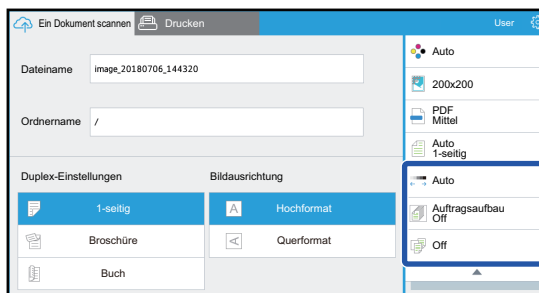 Ein Dokument scannen Drucken User
Dateiname image_20180706_144320
Ordnername /
Duplex-Einstellungen Bildausrichtung
1-seitig A Hochformat
Broschüre A Querformat
Buch
Auto
200x200
PDF
Mittel
Auto
1-seitig
Auto
Auftragsaufbau
Off
Off